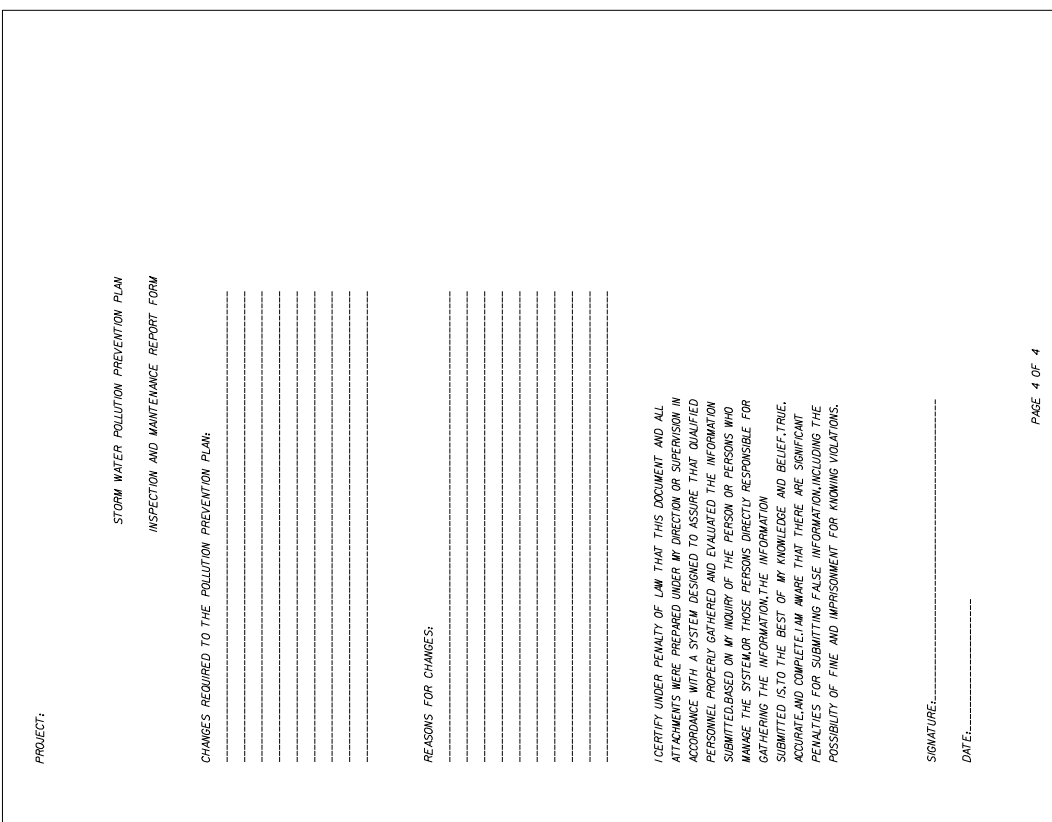 PROJECT:
STORM WATER POLLUTION PREVENTION PLAN
INSPECTION AND MAINTENANCE REPORT FORM
CHANGES REQUIRED TO THE POLLUTION PREVENTION PLAN:
REASONS FOR CHANGES:
I CERTIFY UNDER PENALTY OF LAW THAT THIS DOCUMENT AND ALL
ATTACHMENTS WERE PREPARED UNDER MY DIRECTION OR SUPERVISION IN
ACCORDANCE WITH A SYSTEM DESIGNED TO ASSURE THAT QUALIFIED
PERSONNEL PROPERLY GATHERED AND EVALUATED THE INFORMATION
SUBMITTED. BASED ON MY INQUIRY OF THE PERSON OR PERSONS WHO
MANAGE THE SYSTEM, OR THOSE PERSONS DIRECTLY RESPONSIBLE FOR
GATHERING THE INFORMATION, THE INFORMATION
SUBMITTED IS, TO THE BEST OF MY KNOWLEDGE AND BELIEF, TRUE,
ACCURATE, AND COMPLETE. I AM AWARE THAT THERE ARE SIGNIFICANT
PENALTIES FOR SUBMITTING FALSE INFORMATION, INCLUDING THE
POSSIBILITY OF FINE AND IMPRISONMENT FOR KNOWING VIOLATIONS.
SIGNATURE:
DATE:
PAGE 4 OF 4